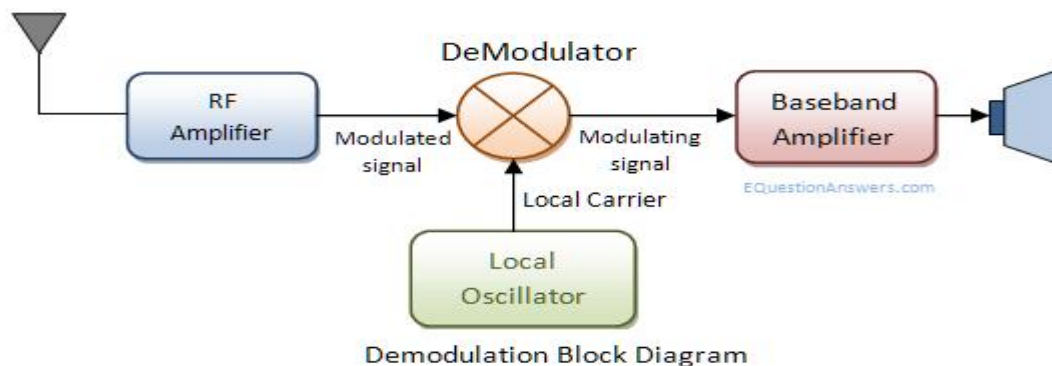 DeModulator
RF
Amplifier
Modulated
signal
Modulating
signal
Baseband
Amplifier
EQuestionAnswers.com
Local Carrier
Local
Oscillator
Demodulation Block Diagram